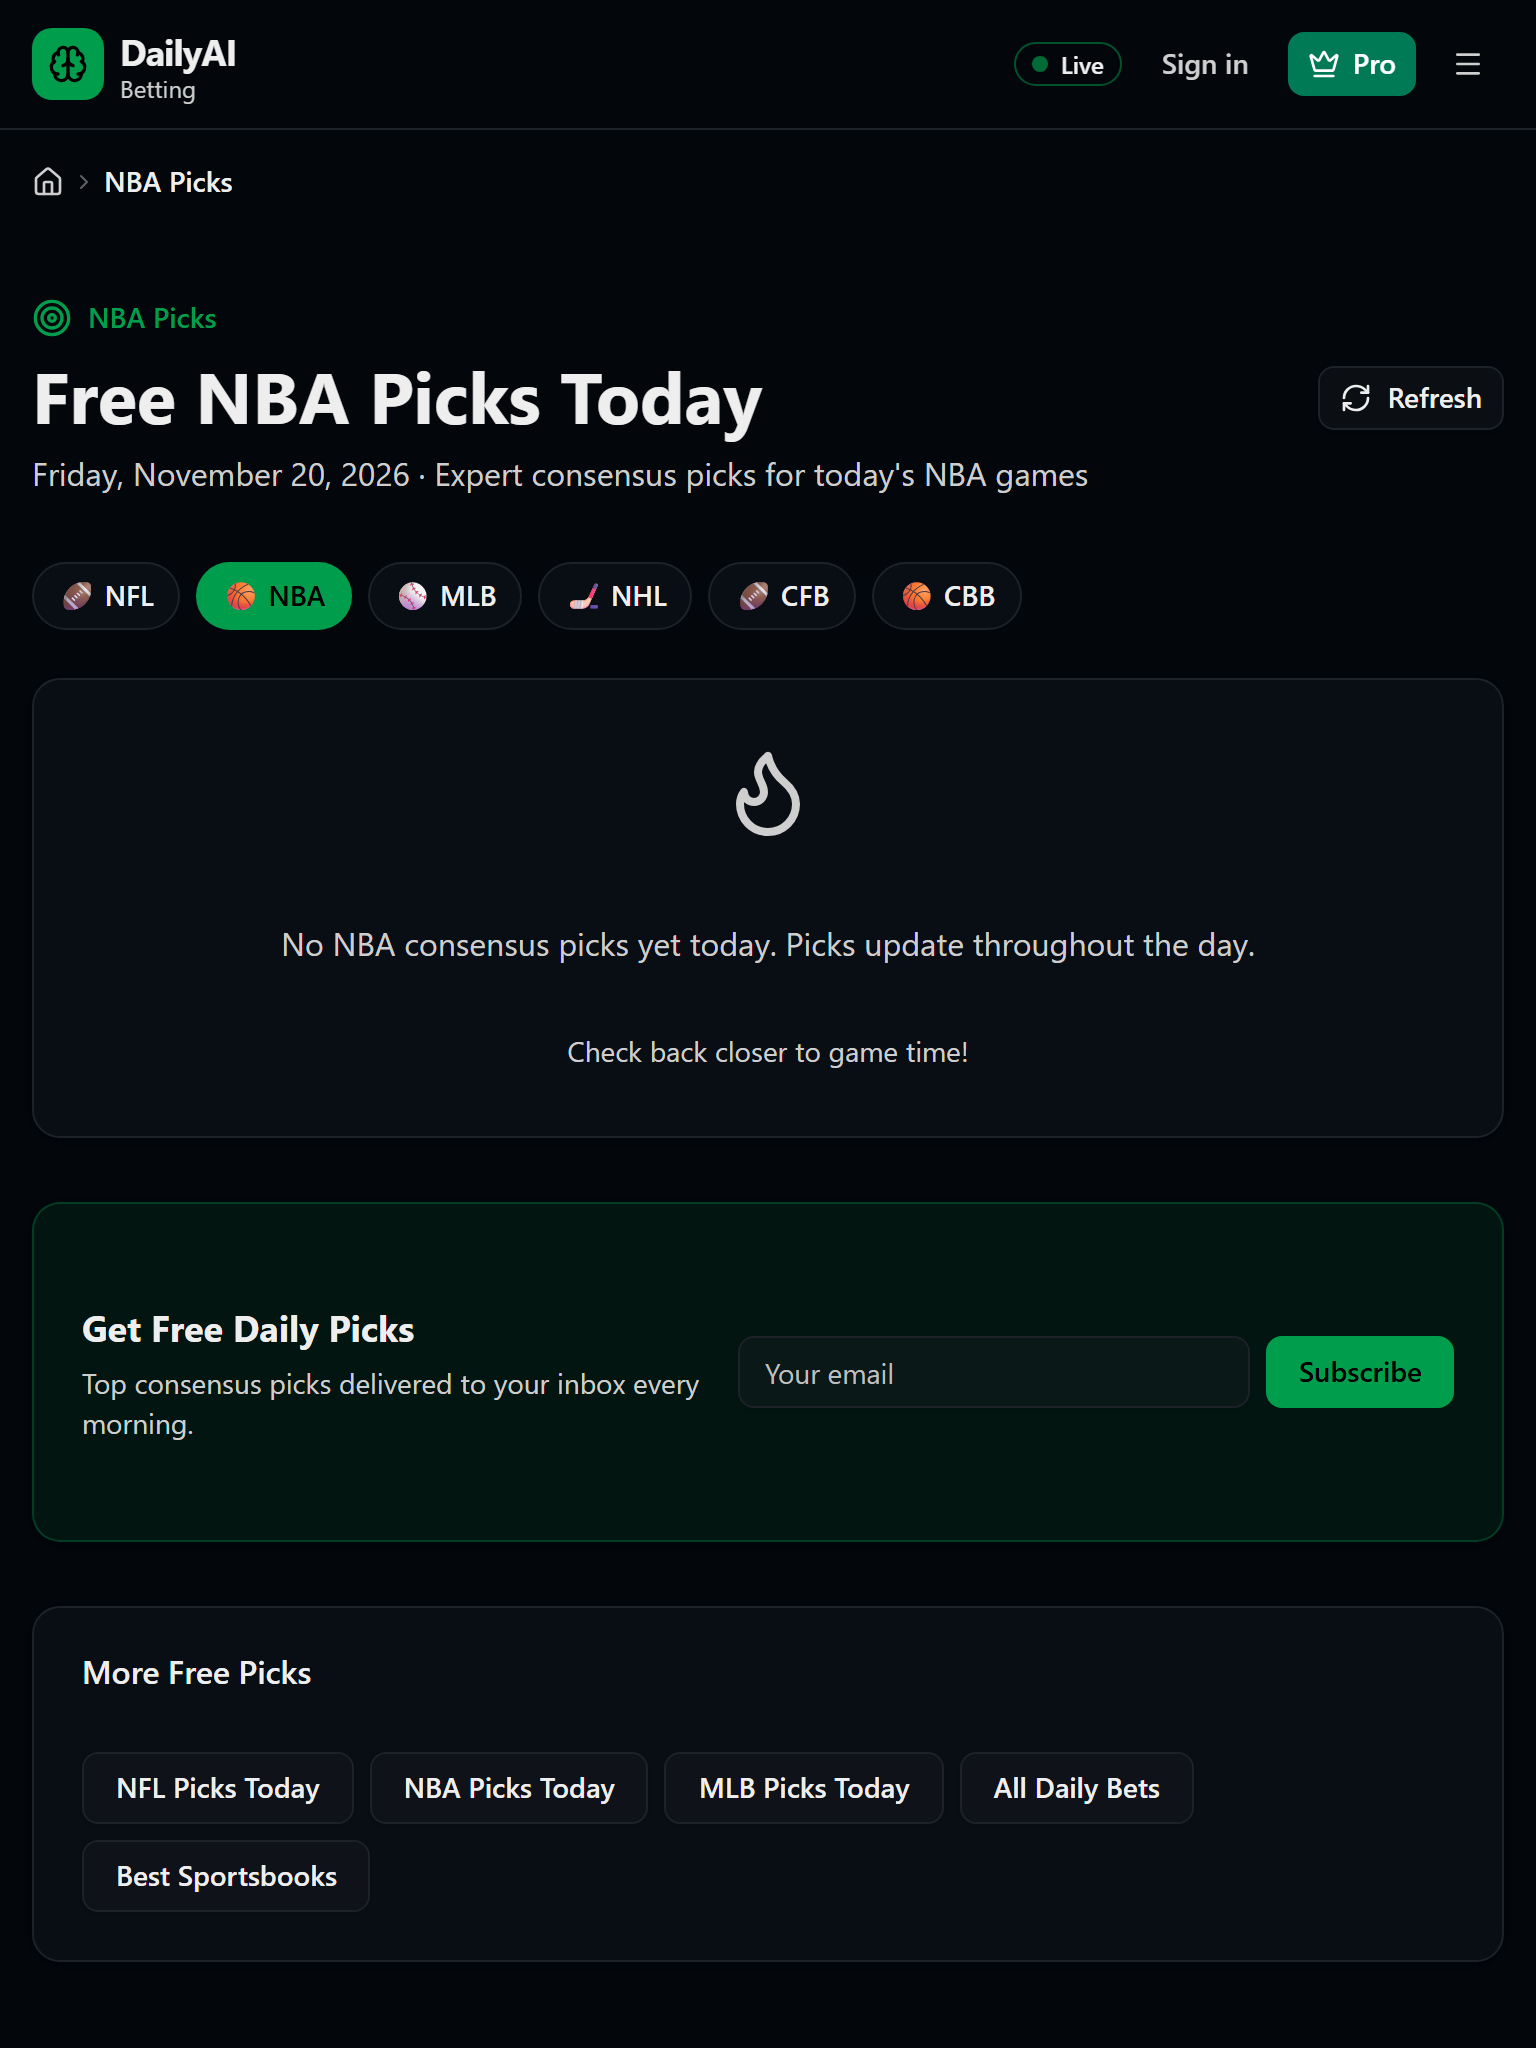 DailyAI
Betting
Live
Sign in
Pro
NBA Picks
NBA Picks
Free NBA Picks Today
Refresh
Friday, November 20, 2026 · Expert consensus picks for today's NBA games
NFL
NBA
MLB
NHL
CFB
CBB
No NBA consensus picks yet today. Picks update throughout the day.
Check back closer to game time!
Get Free Daily Picks
Top consensus picks delivered to your inbox every
morning.
Your email
Subscribe
More Free Picks
NFL Picks Today
NBA Picks Today
MLB Picks Today
All Daily Bets
Best Sportsbooks